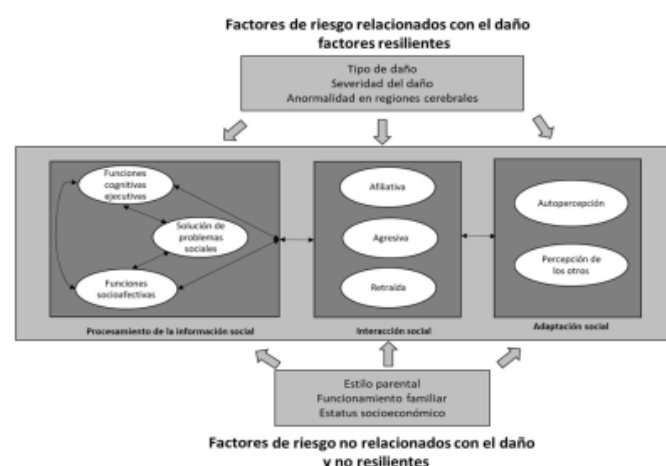 Factores de riesgo relacionados con el daño
factores resilientes
Tipo de daño
Severidad del daño
Anormalidad en regiones cerebrales
Funciones
cognitivas
ejecutivas
Solución de
problemas
sociales
Funciones
socioafectivas
Procesamiento de la información social
Afiliativa
Agresiva
Retraída
Interacción social
Autopercepción
Percepción de
los otros
Adaptación social
Estilo parental
Funcionamiento familiar
Estatus socioeconómico
Factores de riesgo no relacionados con el daño
y no resilientes